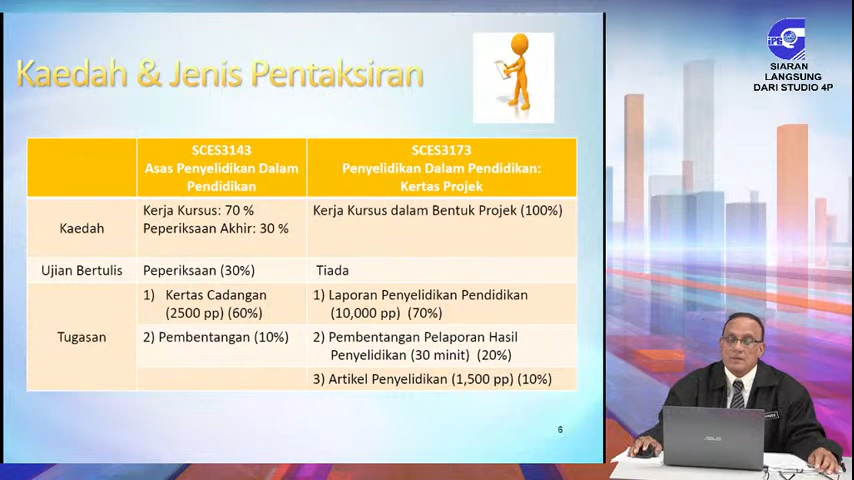 Kaedah & Jenis Pentaksiran
iPEG
SIARAN
LANGSUNG
DARI STUDIO 4P
SCES3143
Asas Penyelidikan Dalam
Pendidikan
SCES3173
Penyelidikan Dalam Pendidikan:
Kertas Projek
Kaedah
Kerja Kursus: 70 %
Peperiksaan Akhir: 30 %
Kerja Kursus dalam Bentuk Projek (100%)
Ujian Bertulis
Peperiksaan (30%)
Tiada
Tugasan
1) Kertas Cadangan
(2500 pp) (60%)
1) Laporan Penyelidikan Pendidikan
(10,000 pp) (70%)
2) Pembentangan (10%)
2) Pembentangan Pelaporan Hasil
Penyelidikan (30 minit) (20%)
3) Artikel Penyelidikan (1,500 pp) (10%)
6
ASUS